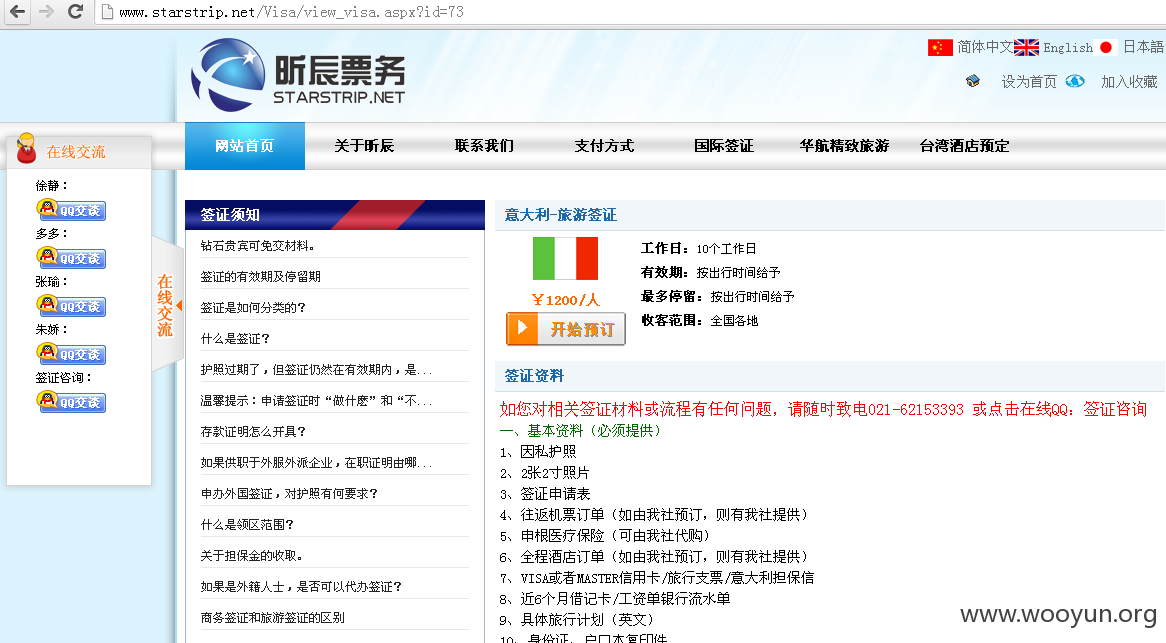 www.starstrip.net/Visa/view_visa.aspx?id=73
简体中文 English 日本語
昕辰票务
STARSTRIP.NET
设为首页 加入收藏
网站首页 关于昕辰 联系我们 支付方式 国际签证 华航精致旅游 台湾酒店预定
在线交流
徐静:
QQ交谈
多多:
QQ交谈
张瑜:
QQ交谈
朱娇:
QQ交谈
签证咨询:
QQ交谈
在线交流
签证须知
钻石贵宾可免交材料。
签证的有效期及停留期
签证是如何分类的?
什么是签证?
护照过期了,但签证仍然在有效期内,是...
温馨提示:申请签证时“做什麽”和“不...
存款证明怎么开具?
如果供职于外服外派企业,在职证明由哪...
申办外国签证,对护照有何要求?
什么是领区范围?
关于担保金的收取。
如果是外籍人士,是否可以代办签证?
商务签证和旅游签证的区别
意大利-旅游签证
¥1200/人
开始预订
工作日:10个工作日
有效期:按出行时间给予
最多停留:按出行时间给予
收客范围:全国各地
签证资料
如您对相关签证材料或流程有任何问题,请随时致电021-62153393 或点击在线QQ:签证咨询
一、基本资料(必须提供)
1、因私护照
2、2张2寸照片
3、签证申请表
4、往返机票订单(如由我社预订,则有我社提供)
5、申根医疗保险(可由我社代购)
6、全程酒店订单(如由我社预订,则有我社提供)
7、VISA或者MASTER信用卡/旅行支票/意大利担保信
8、近6个月借记卡/工资单银行流水单
9、具体旅行计划(英文)
10、身份证、户口本复印件
www.wooyun.org